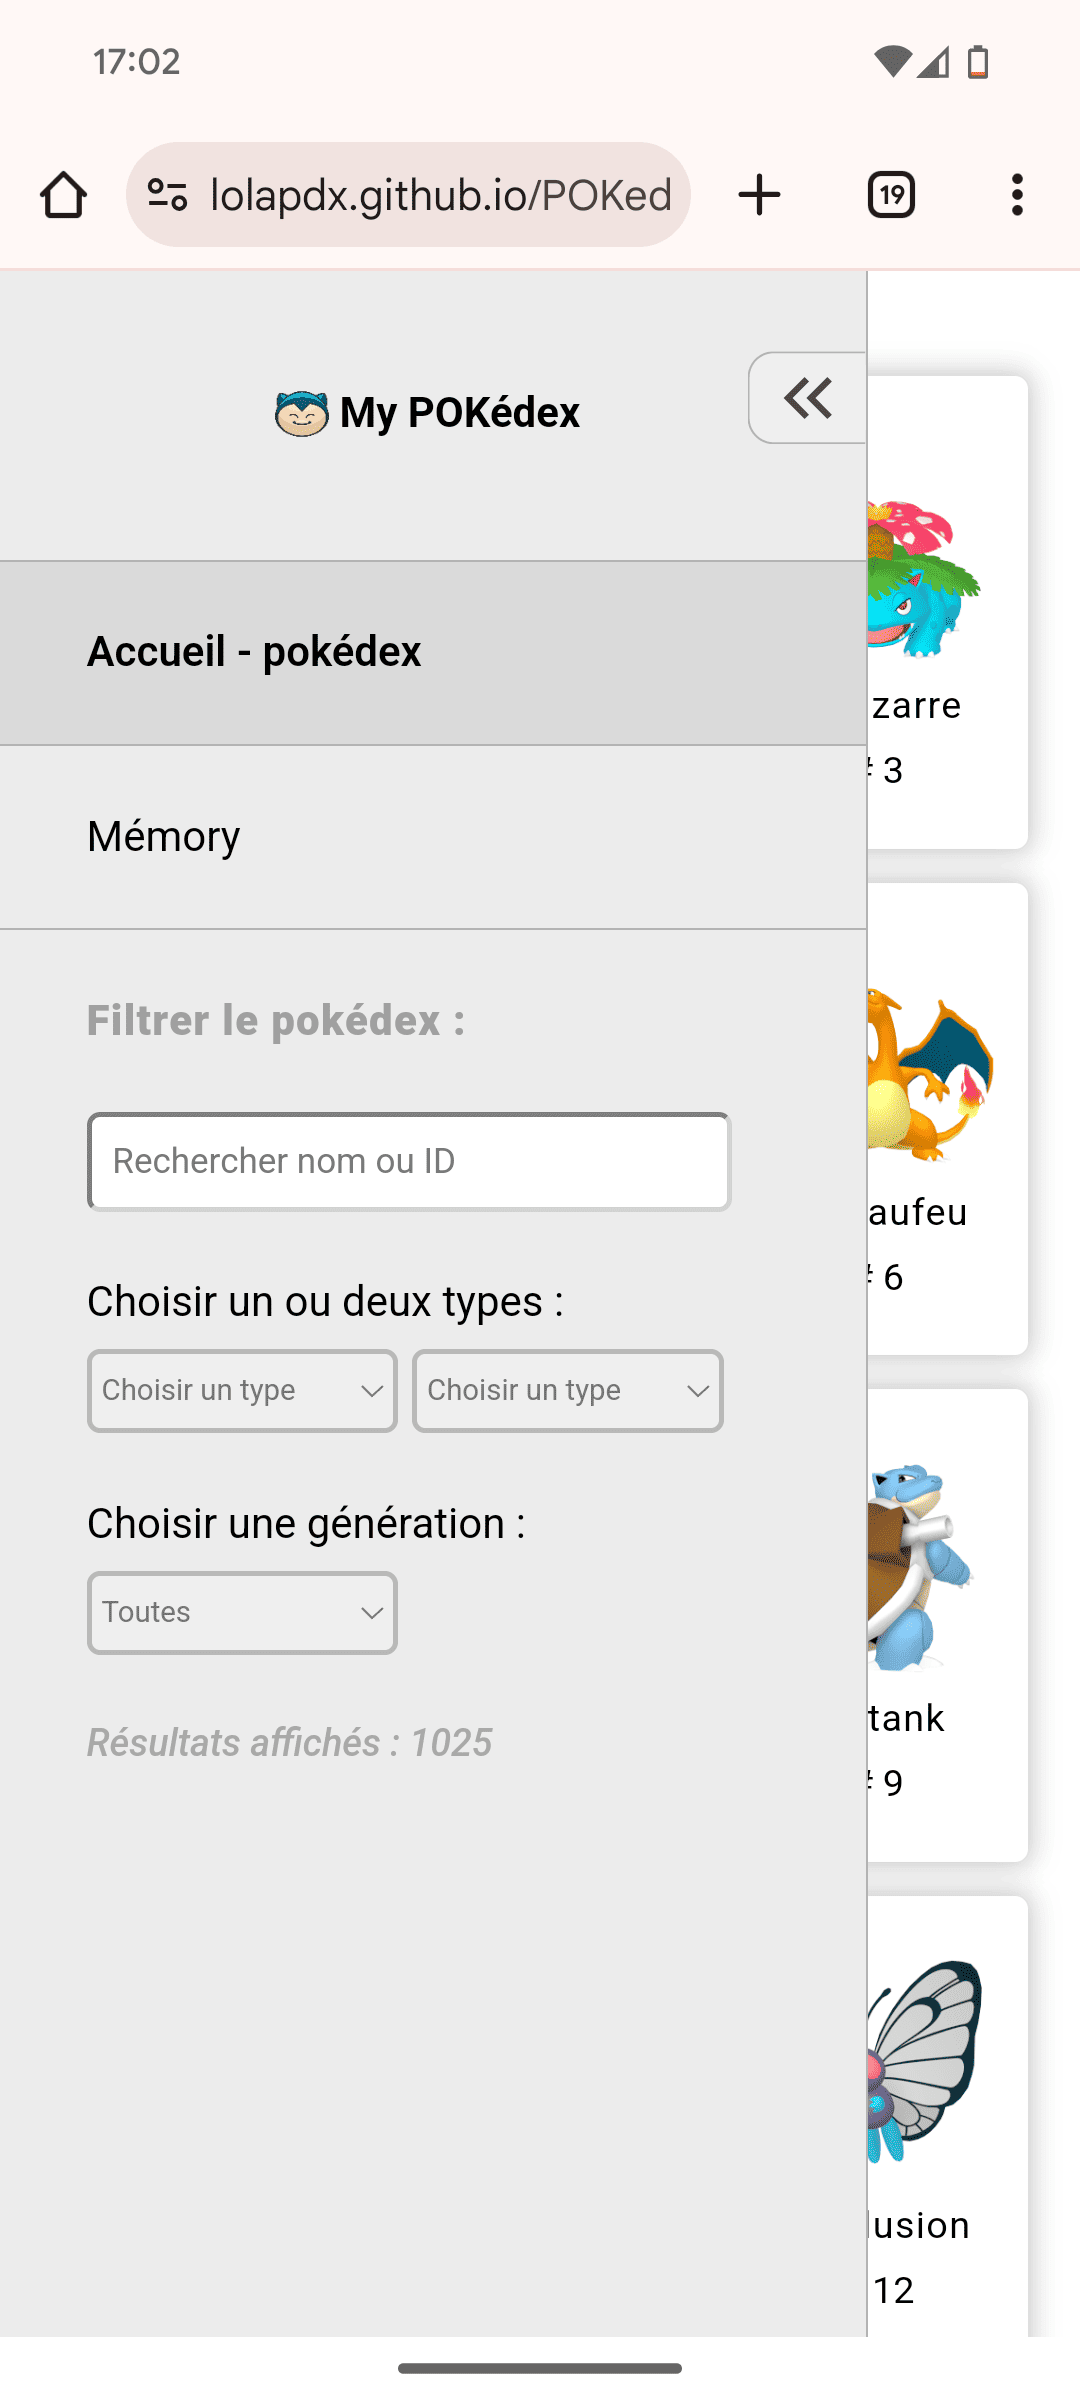 17:02
lolapdx.github.io/POKed
19
My POKédex
Accueil - pokédex
Mémory
Filtrer le pokédex :
Rechercher nom ou ID
Choisir un ou deux types :
Choisir un type
Choisir un type
Choisir une génération :
Toutes
Résultats affichés : 1025
zarre
# 3
aufeu
# 6
tank
# 9
lusion
12